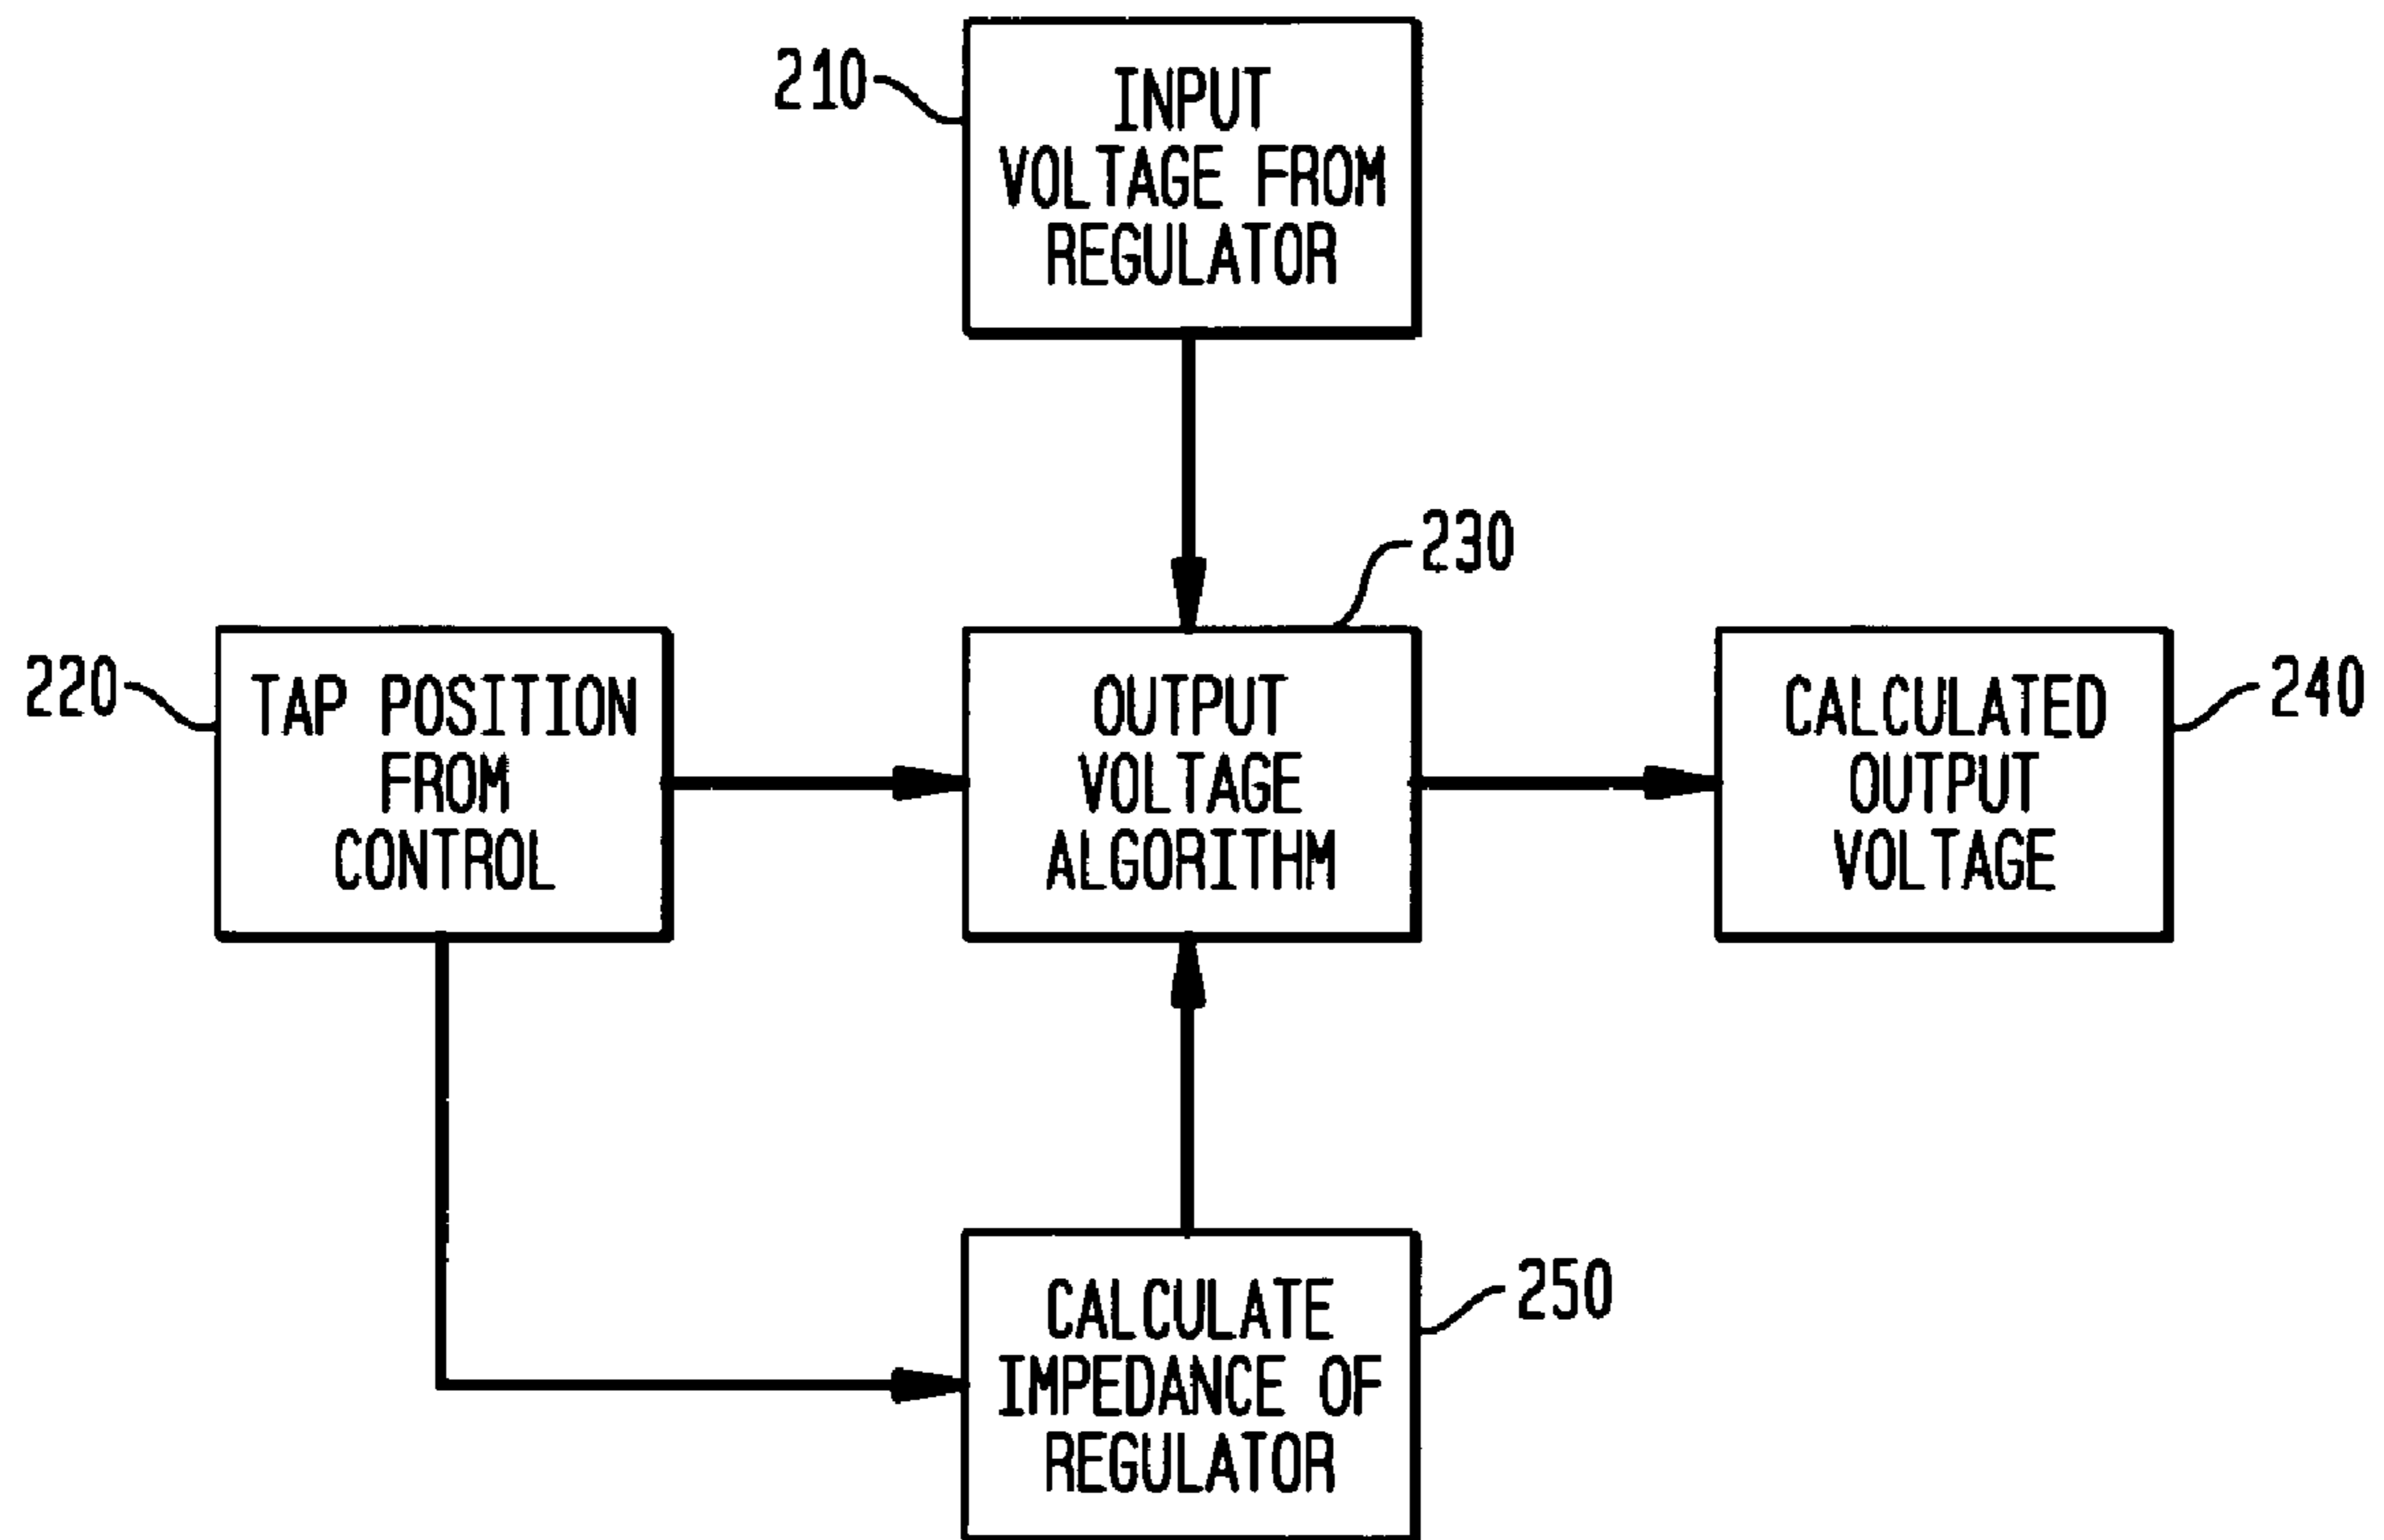 210
INPUT
VOLTAGE FROM
REGULATOR
230
220
TAP POSITION
FROM
CONTROL
OUTPUT
VOLTAGE
ALGORITHM
CALCULATED
OUTPUT
VOLTAGE
240
CALCULATE
IMPEDANCE OF
REGULATOR
250